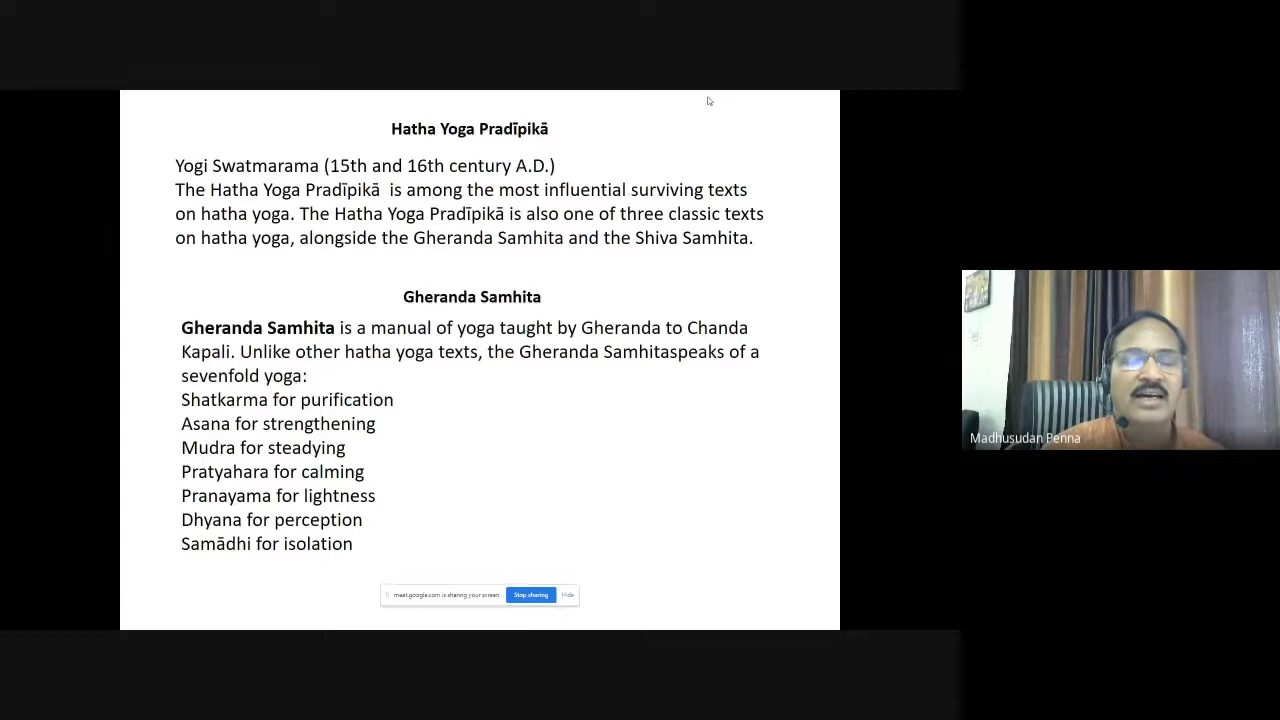 Hatha Yoga Pradīpikā
Yogi Swatmarama (15th and 16th century A.D.)
The Hatha Yoga Pradīpikā is among the most influential surviving texts
on hatha yoga. The Hatha Yoga Pradīpikā is also one of three classic texts
on hatha yoga, alongside the Gheranda Samhita and the Shiva Samhita.
Gheranda Samhita
Gheranda Samhita is a manual of yoga taught by Gheranda to Chanda
Kapali. Unlike other hatha yoga texts, the Gheranda Samhitaspeaks of a
sevenfold yoga:
Shatkarma for purification
Asana for strengthening
Mudra for steadying
Pratyahara for calming
Pranayama for lightness
Dhyana for perception
Samādhi for isolation
meet.google.com is sharing your screen. Stop sharing Hide
Madhusudan Penna